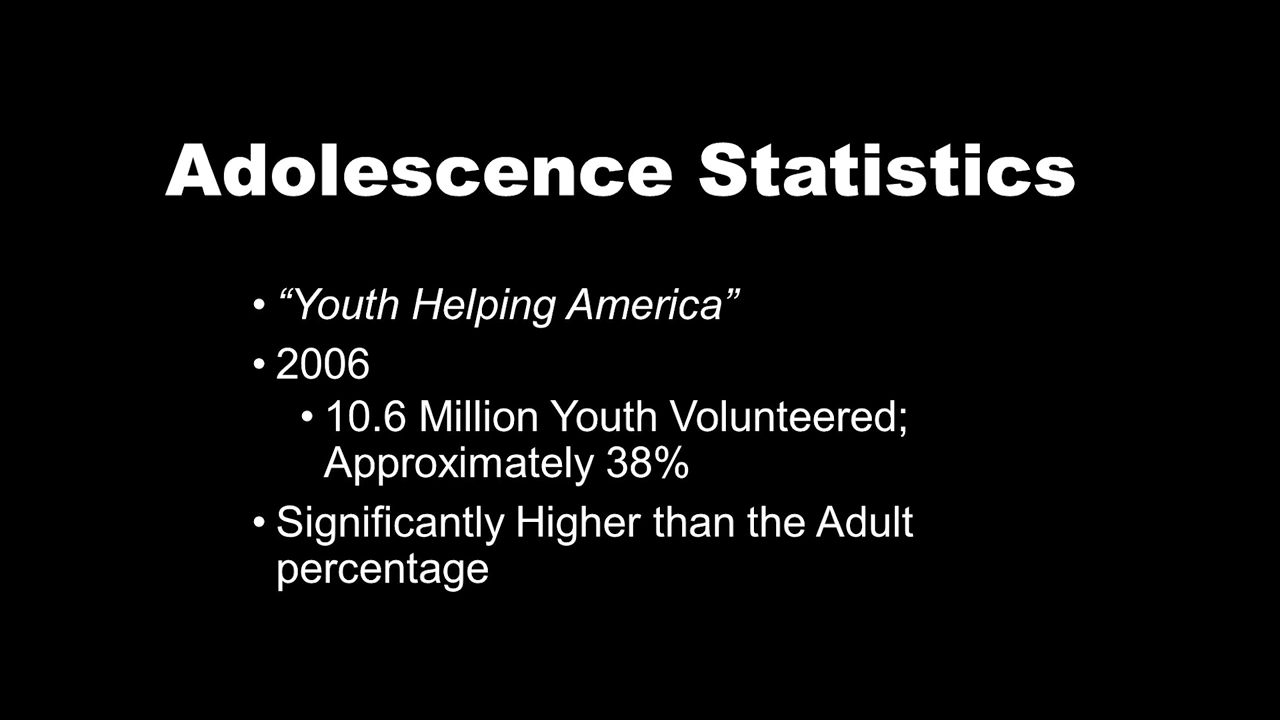 Adolescence Statistics
• “Youth Helping America”
• 2006
• 10.6 Million Youth Volunteered;
Approximately 38%
• Significantly Higher than the Adult
percentage